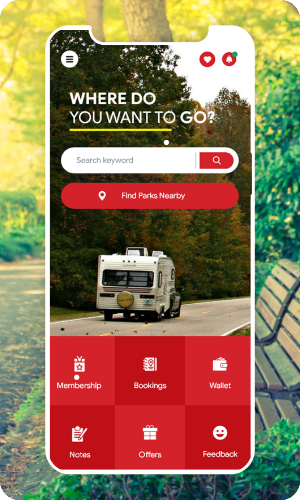 WHERE DO
YOU WANT TO GO?
Search keyword
Find Parks Nearby
Membership
Bookings
Wallet
Notes
Offers
Feedback